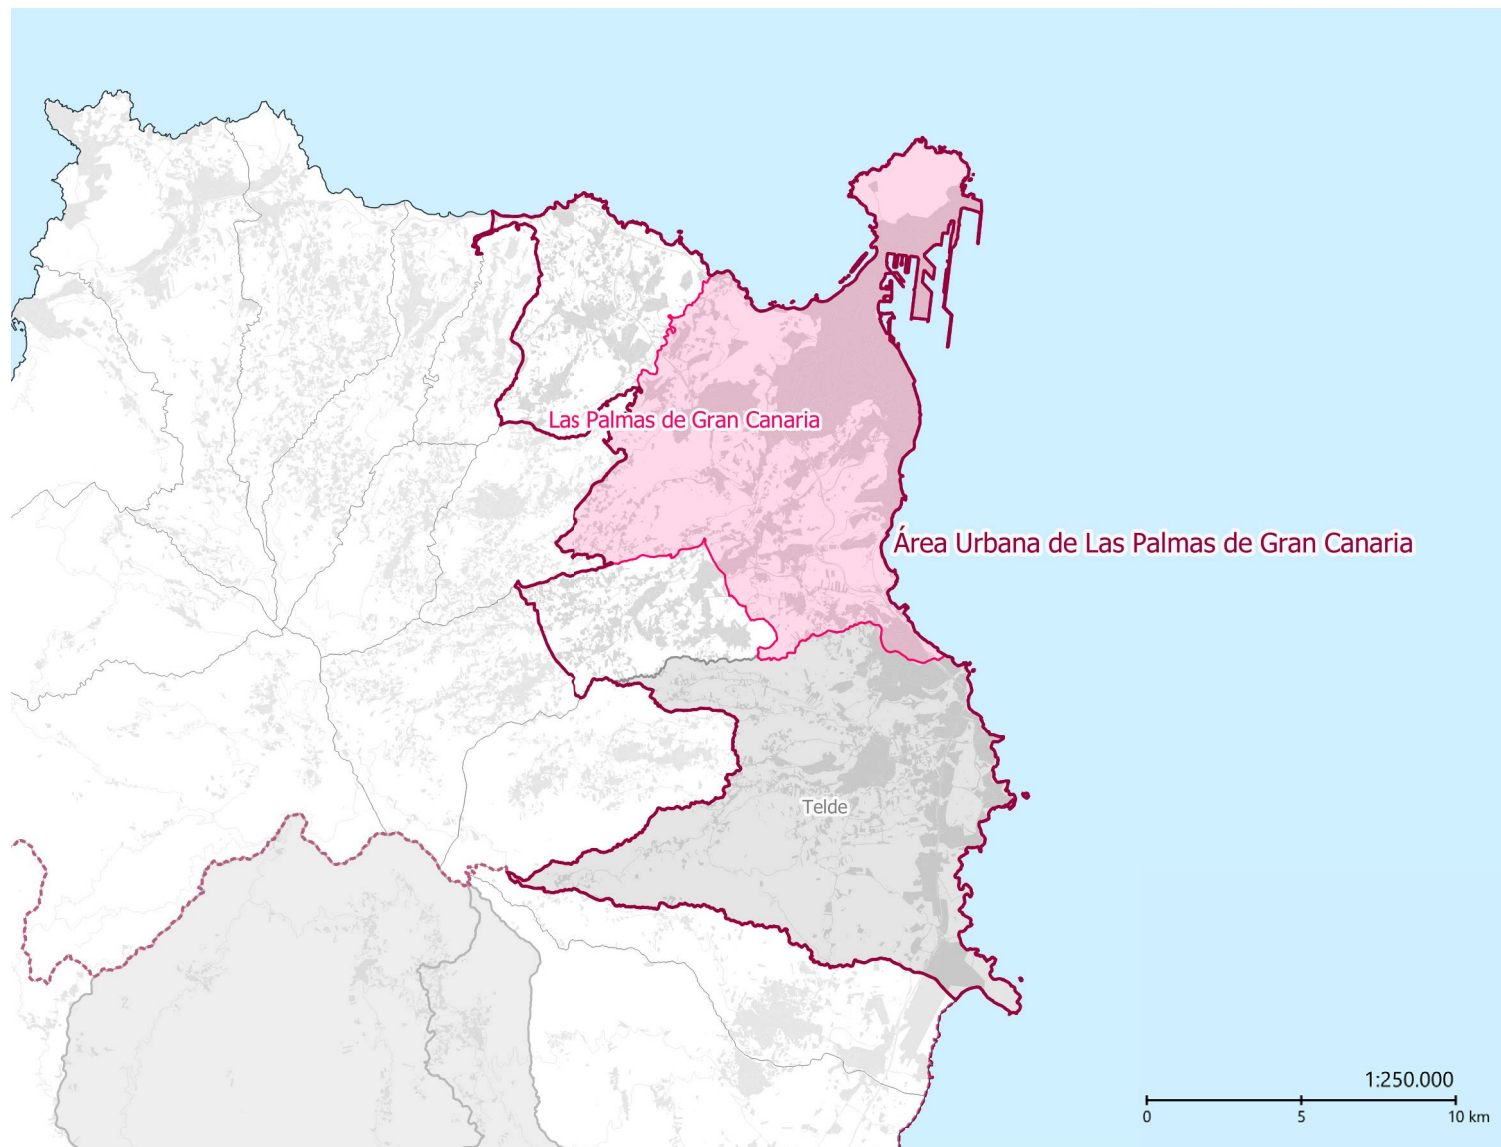 Las Palmas de Gran Canaria
Área Urbana de Las Palmas de Gran Canaria
Telde
1:250.000
0 5 10 km